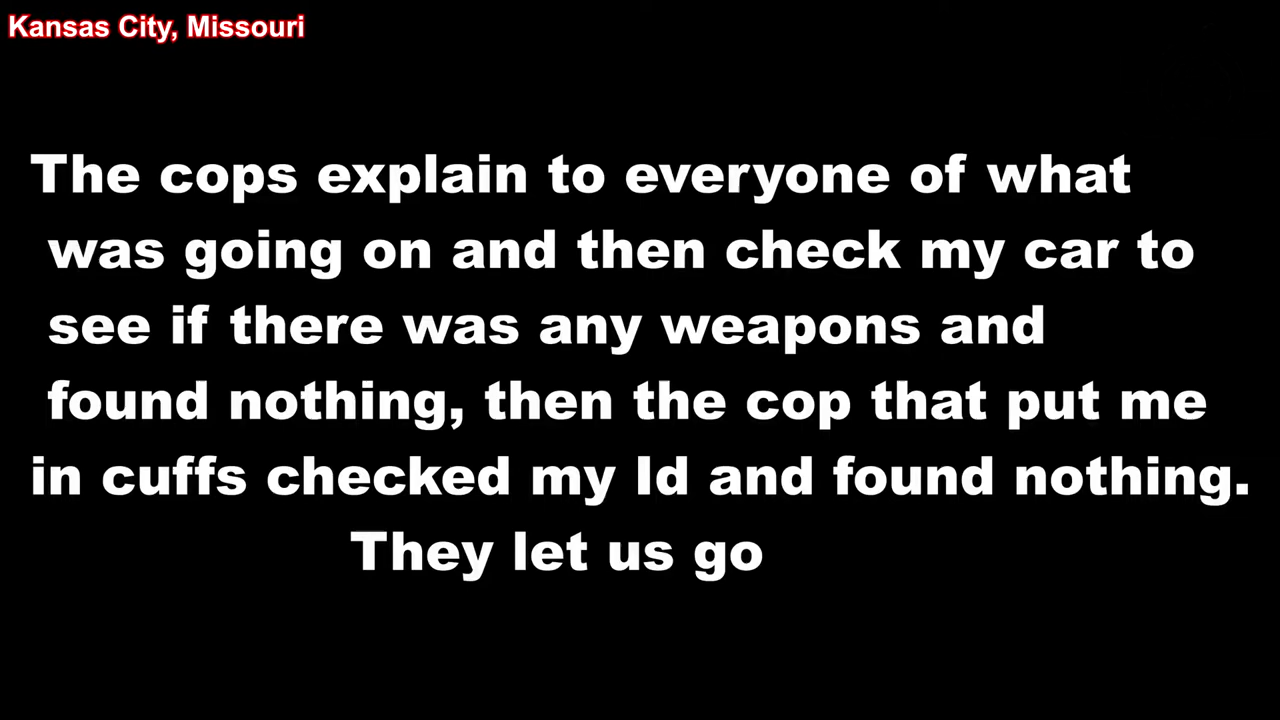 Kansas City, Missouri
The cops explain to everyone of what
was going on and then check my car to
see if there was any weapons and
found nothing, then the cop that put me
in cuffs checked my Id and found nothing.
They let us go